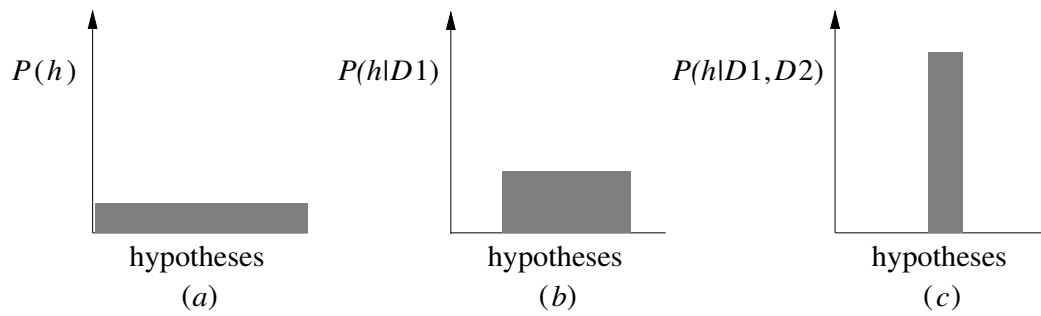 P(h)
P(h|D1)
P(h|D1,D2)
hypotheses
hypotheses
hypotheses
(a)
(b)
(c)